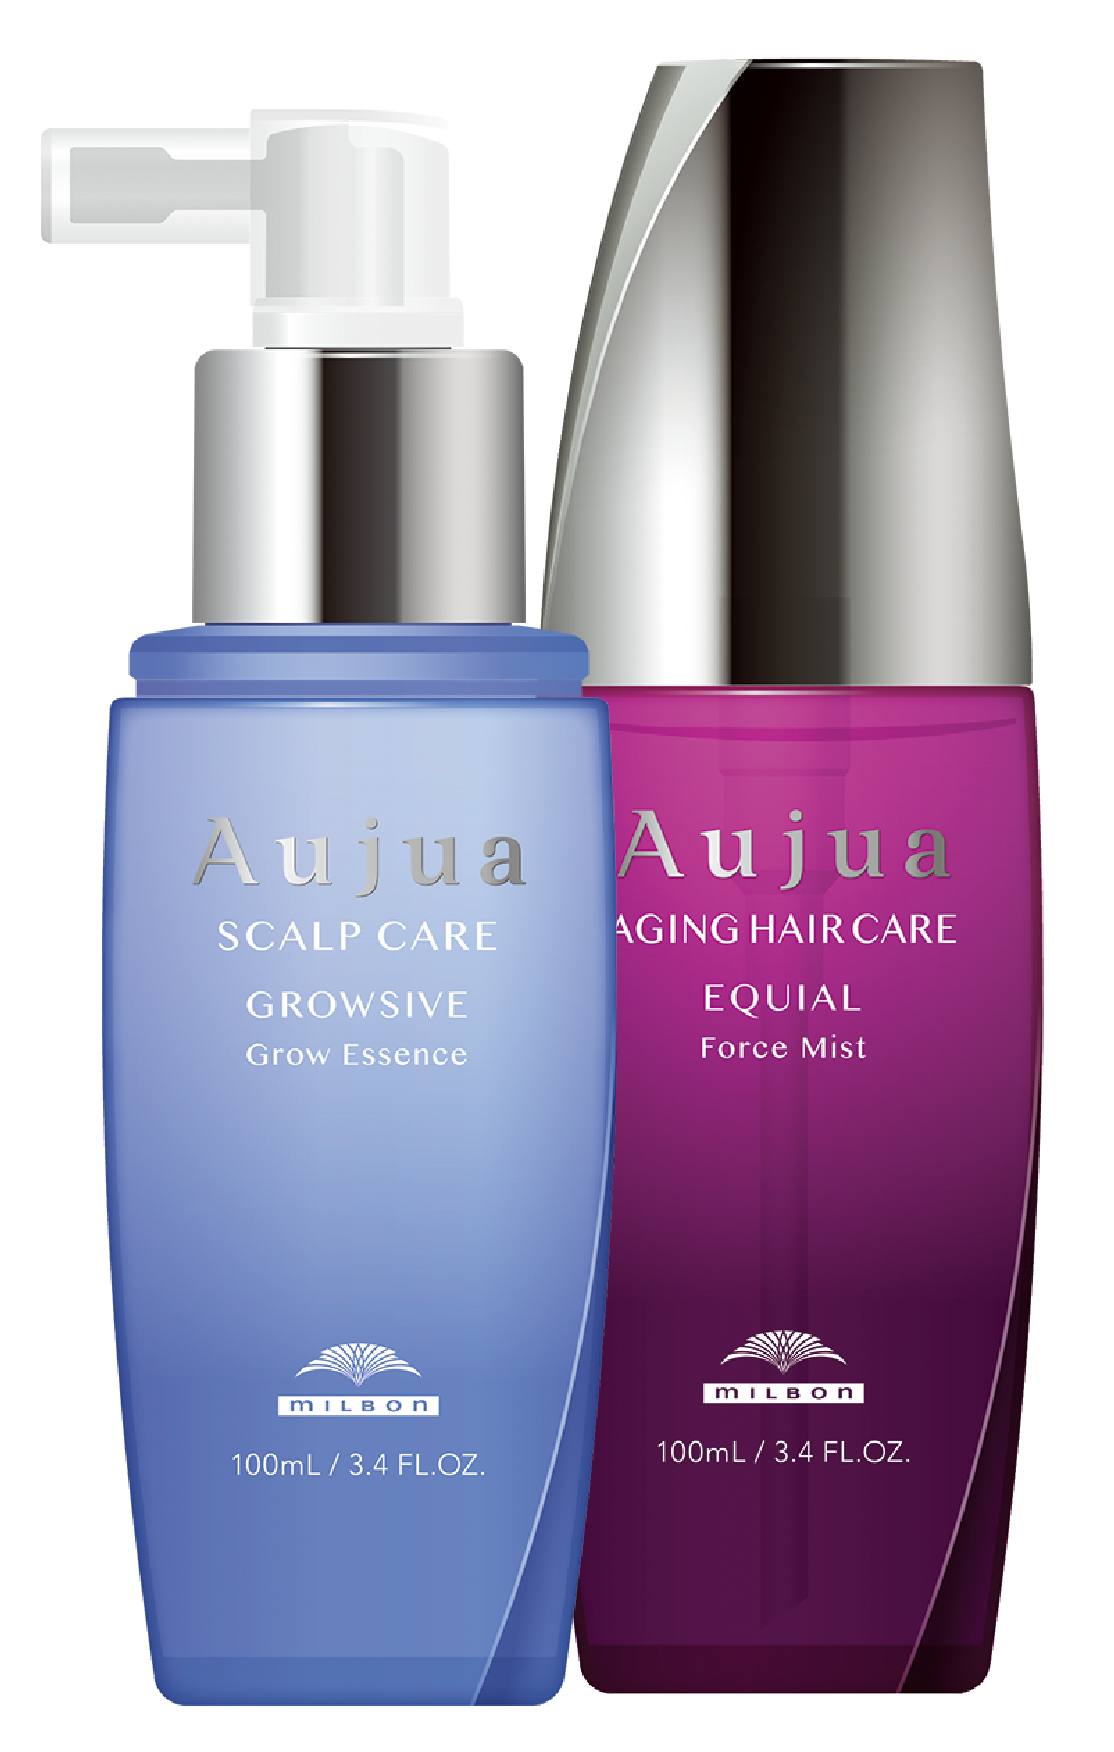 Aujua
SCALP CARE
GROWSIVE
Grow Essence
MILBON
100mL / 3.4 FL.OZ.
Aujua
AGING HAIR CARE
EQUIAL
Force Mist
MILBON
100mL / 3.4 FL.OZ.